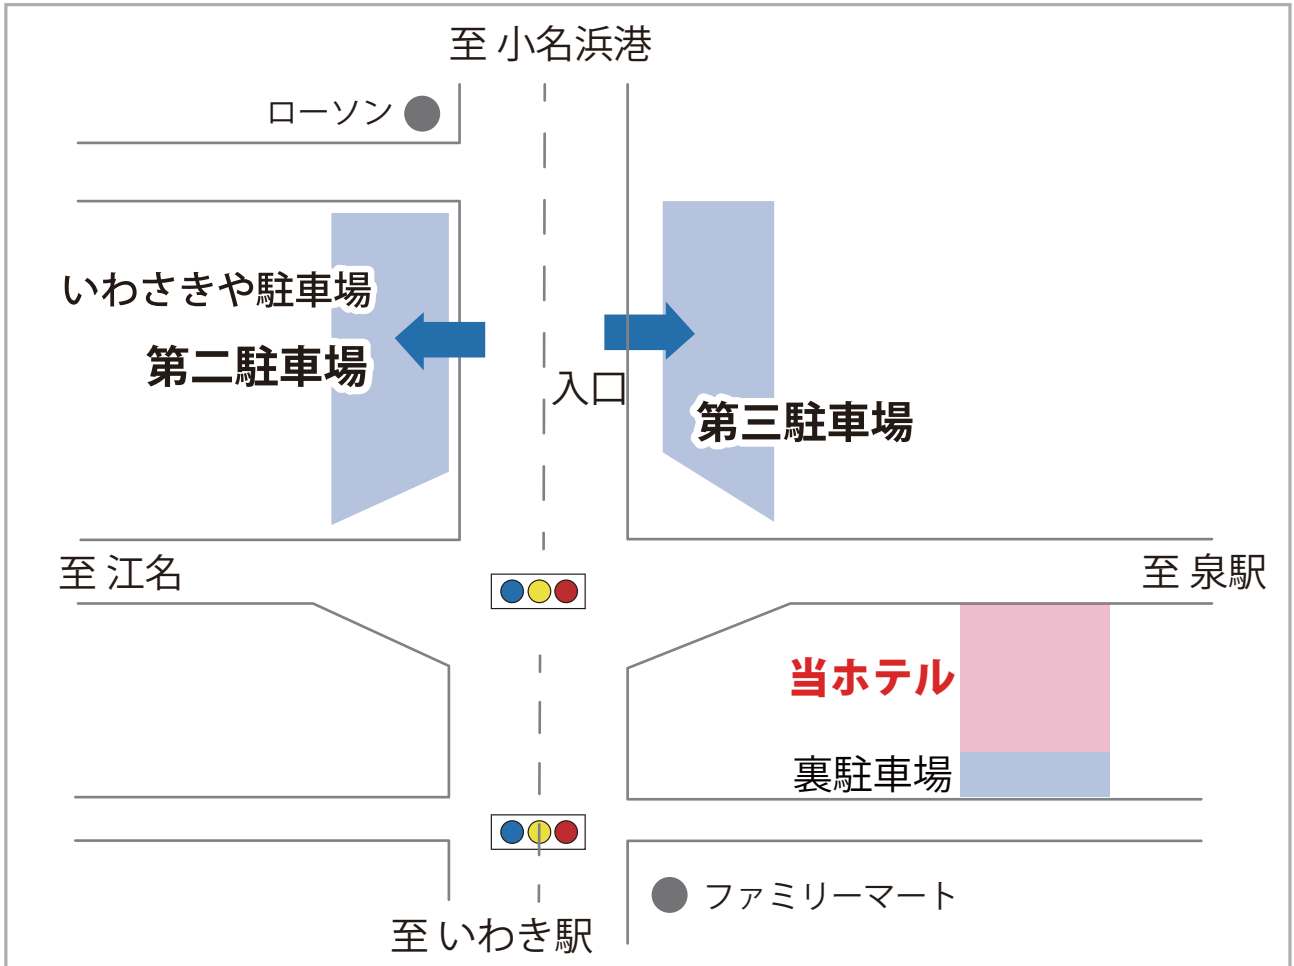 至 小名浜港
ローソン
いわさきや駐車場
第二駐車場
入口
第三駐車場
至 江名
至 泉駅
当ホテル
裏駐車場
ファミリーマート
至 いわき駅